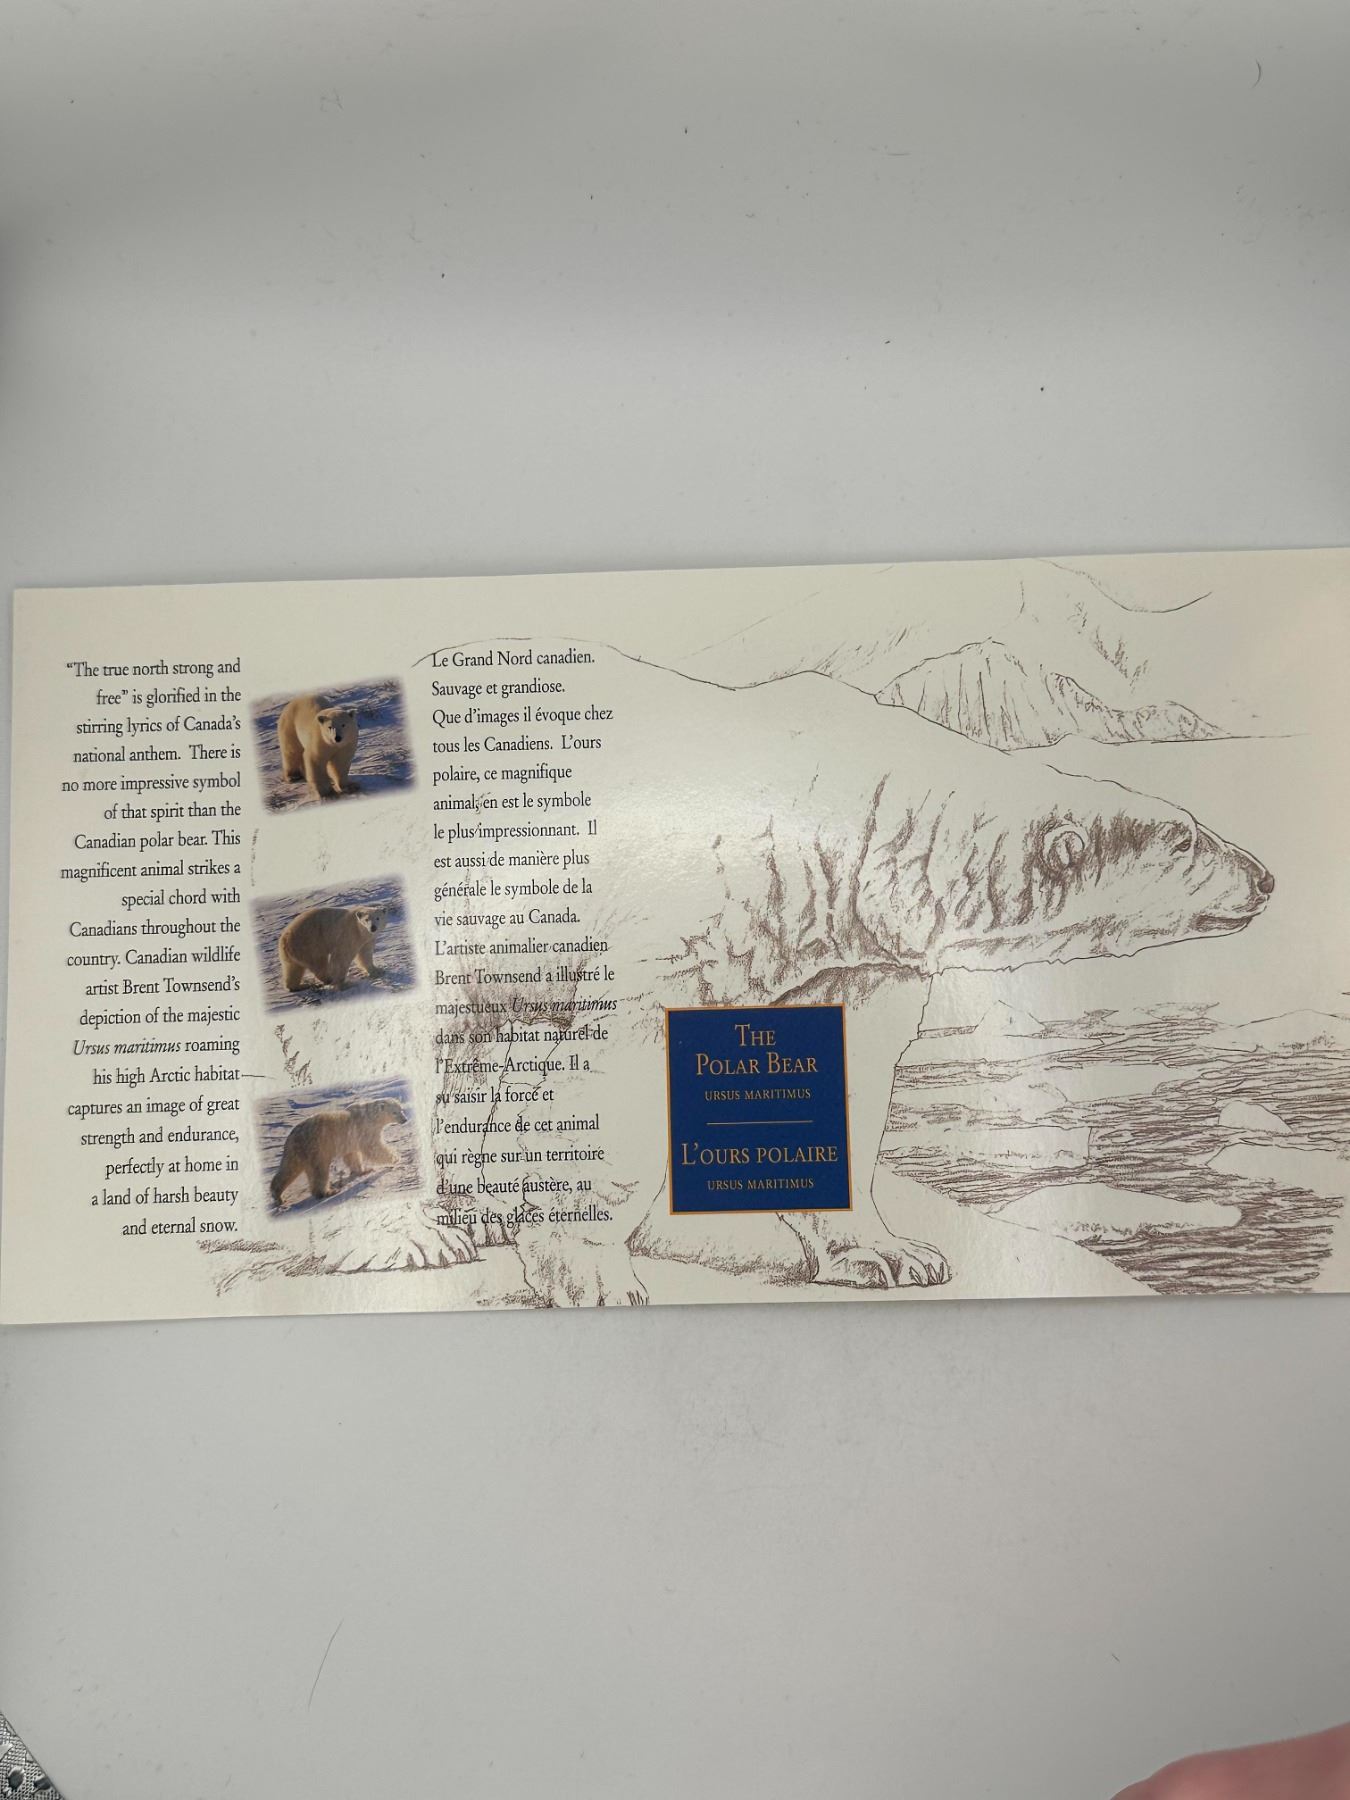 "The true north strong and
free" is glorified in the
stirring lyrics of Canada's
national anthem. There is
no more impressive symbol
of that spirit than the
Canadian polar bear. This
magnificent animal strikes a
special chord with
Canadians throughout the
country. Canadian wildlife
artist Brent Townsend's
depiction of the majestic
Ursus maritimus roaming
his high Arctic habitat
captures an image of great
strength and endurance,
perfectly at home in
a land of harsh beauty
and eternal snow.
Le Grand Nord canadien.
Sauvage et grandiose.
Que d'images il évoque chez
tous les Canadiens. L'ours
polaire, ce magnifique
animal, en est le symbole
le plus impressionnant. Il
est aussi de manière plus
générale le symbole de la
vie sauvage au Canada.
L'artiste animalier canadien
Brent Townsend a illustré le
majestueux Ursus maritimus
dans son habitat naturel de
l'Extrême-Arctique. Il a
su saisir la force et
l'endurance de cet animal
qui règne sur un territoire
d'une beauté austère, au
milieu des glaces éternelles.
THE
POLAR BEAR
URSUS MARITIMUS
L'OURS POLAIRE
URSUS MARITIMUS